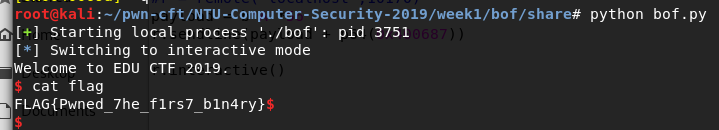 root@kali:~/pwn-cft/NTU-Computer-Security-2019/week1/bof/share# python bof.py
[+] Starting local process './bof': pid 3751
[*] Switching to interactive mode
Welcome to EDU CTF 2019.
$ cat flag
FLAG{Pwned_7he_f1rs7_b1n4ry}$
$